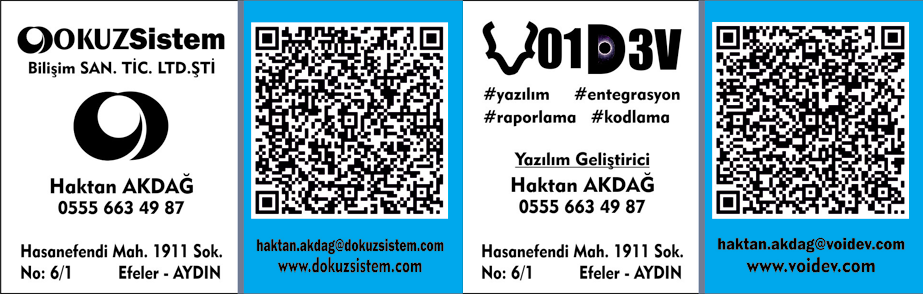 9OKUZSistem
Bilişim SAN. TİC. LTD.ŞTİ
Haktan AKDAĞ
0555 663 49 87
Hasanefendi Mah. 1911 Sok.
No: 6/1 Efeler - AYDIN
haktan.akdag@dokuzsistem.com
www.dokuzsistem.com
V01D3V
#yazılım #entegrasyon
#raporlama #kodlama
Yazılım Geliştirici
Haktan AKDAĞ
0555 663 49 87
Hasanefendi Mah. 1911 Sok.
No: 6/1 Efeler - AYDIN
haktan.akdag@voidev.com
www.voidev.com